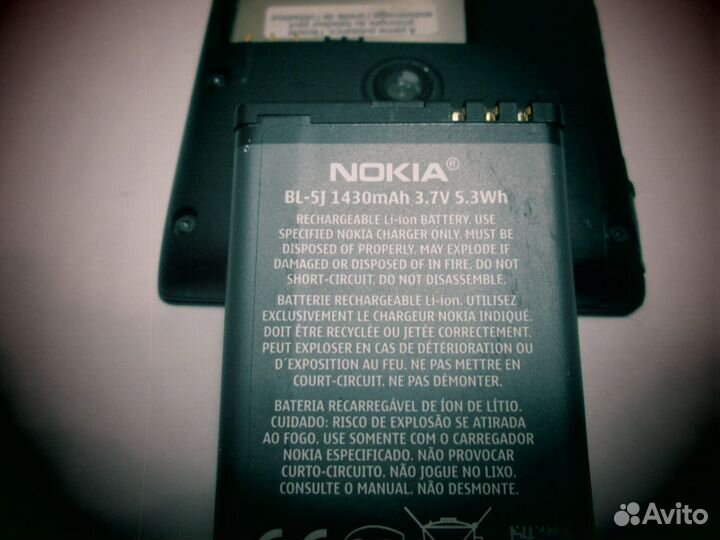 NOKIA®
BL-5J 1430mAh 3.7V 5.3Wh
RECHARGEABLE Li-ion BATTERY. USE
SPECIFIED NOKIA CHARGER ONLY. MUST BE
DISPOSED OF PROPERLY. MAY EXPLODE IF
DAMAGED OR DISPOSED OF IN FIRE. DO NOT
SHORT-CIRCUIT. DO NOT DISASSEMBLE.
BATTERIE RECHARGEABLE Li-ion. UTILISEZ
EXCLUSIVEMENT LE CHARGEUR NOKIA INDIQUÉ.
DOIT ÊTRE RECYCLÉE OU JETÉE CORRECTEMENT.
PEUT EXPLOSER EN CAS DE DÉTÉRIORATION OU
D´EXPOSITION AU FEU. NE PAS METTRE EN
COURT-CIRCUIT. NE PAS DÉMONTER.
BATERIA RECARREGÁVEL DE ÍON DE LÍTIO.
CUIDADO: RISCO DE EXPLOSÃO SE ATIRADA
AO FOGO. USE SOMENTE COM O CARREGADOR
NOKIA ESPECIFICADO. NÃO PROVOCAR
CURTO-CIRCUITO. NÃO JOGUE NO LIXO.
CONSULTE O MANUAL. NÃO DESMONTE.
CE
Avito